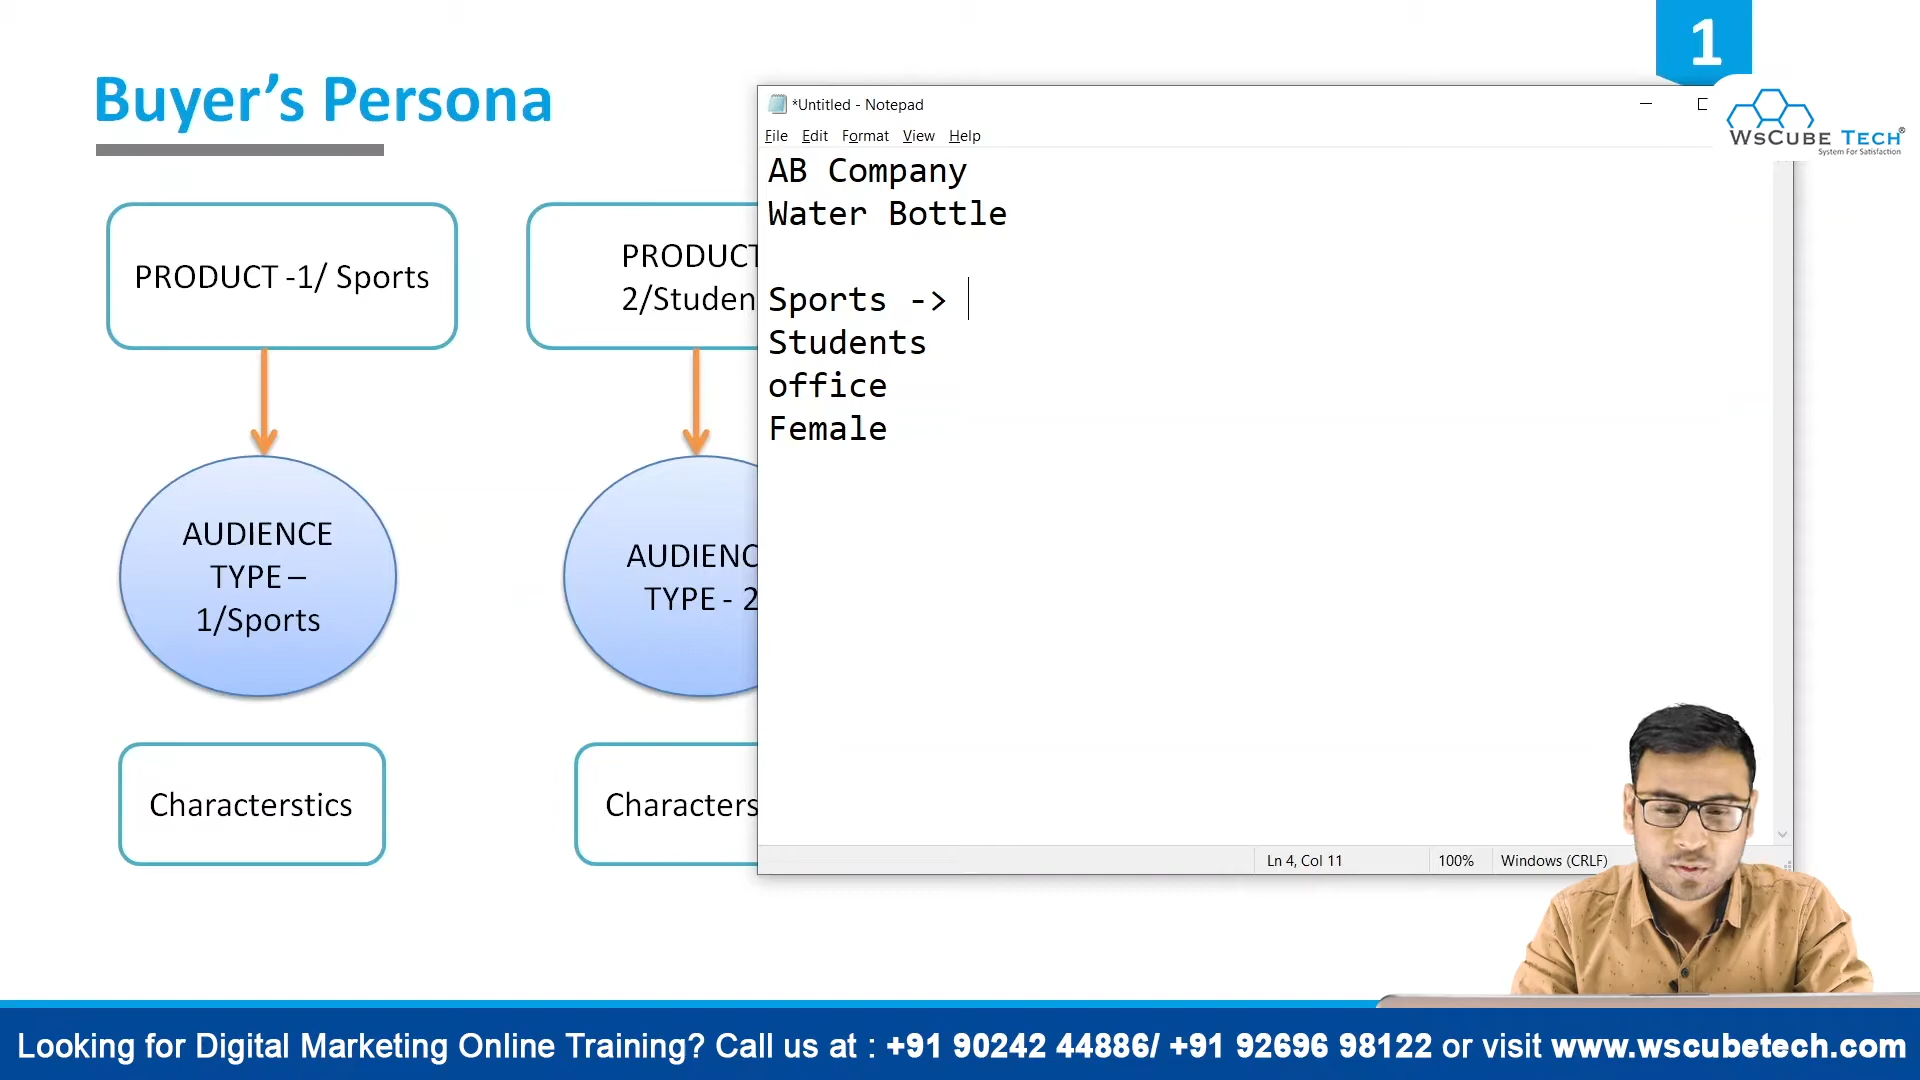 Buyer's Persona
1
WSCUBE TECH®
System For Satisfaction
PRODUCT -1/ Sports
PRODUCT
2/Studen
AUDIENCE
TYPE –
1/Sports
AUDIENC
TYPE - 2
Characterstics
Characters
*Untitled - Notepad
File Edit Format View Help
AB Company
Water Bottle
Sports ->
Students
office
Female
Ln 4, Col 11 100% Windows (CRLF)
Looking for Digital Marketing Online Training? Call us at : +91 90242 44886/ +91 92696 98122 or visit www.wscubetech.com